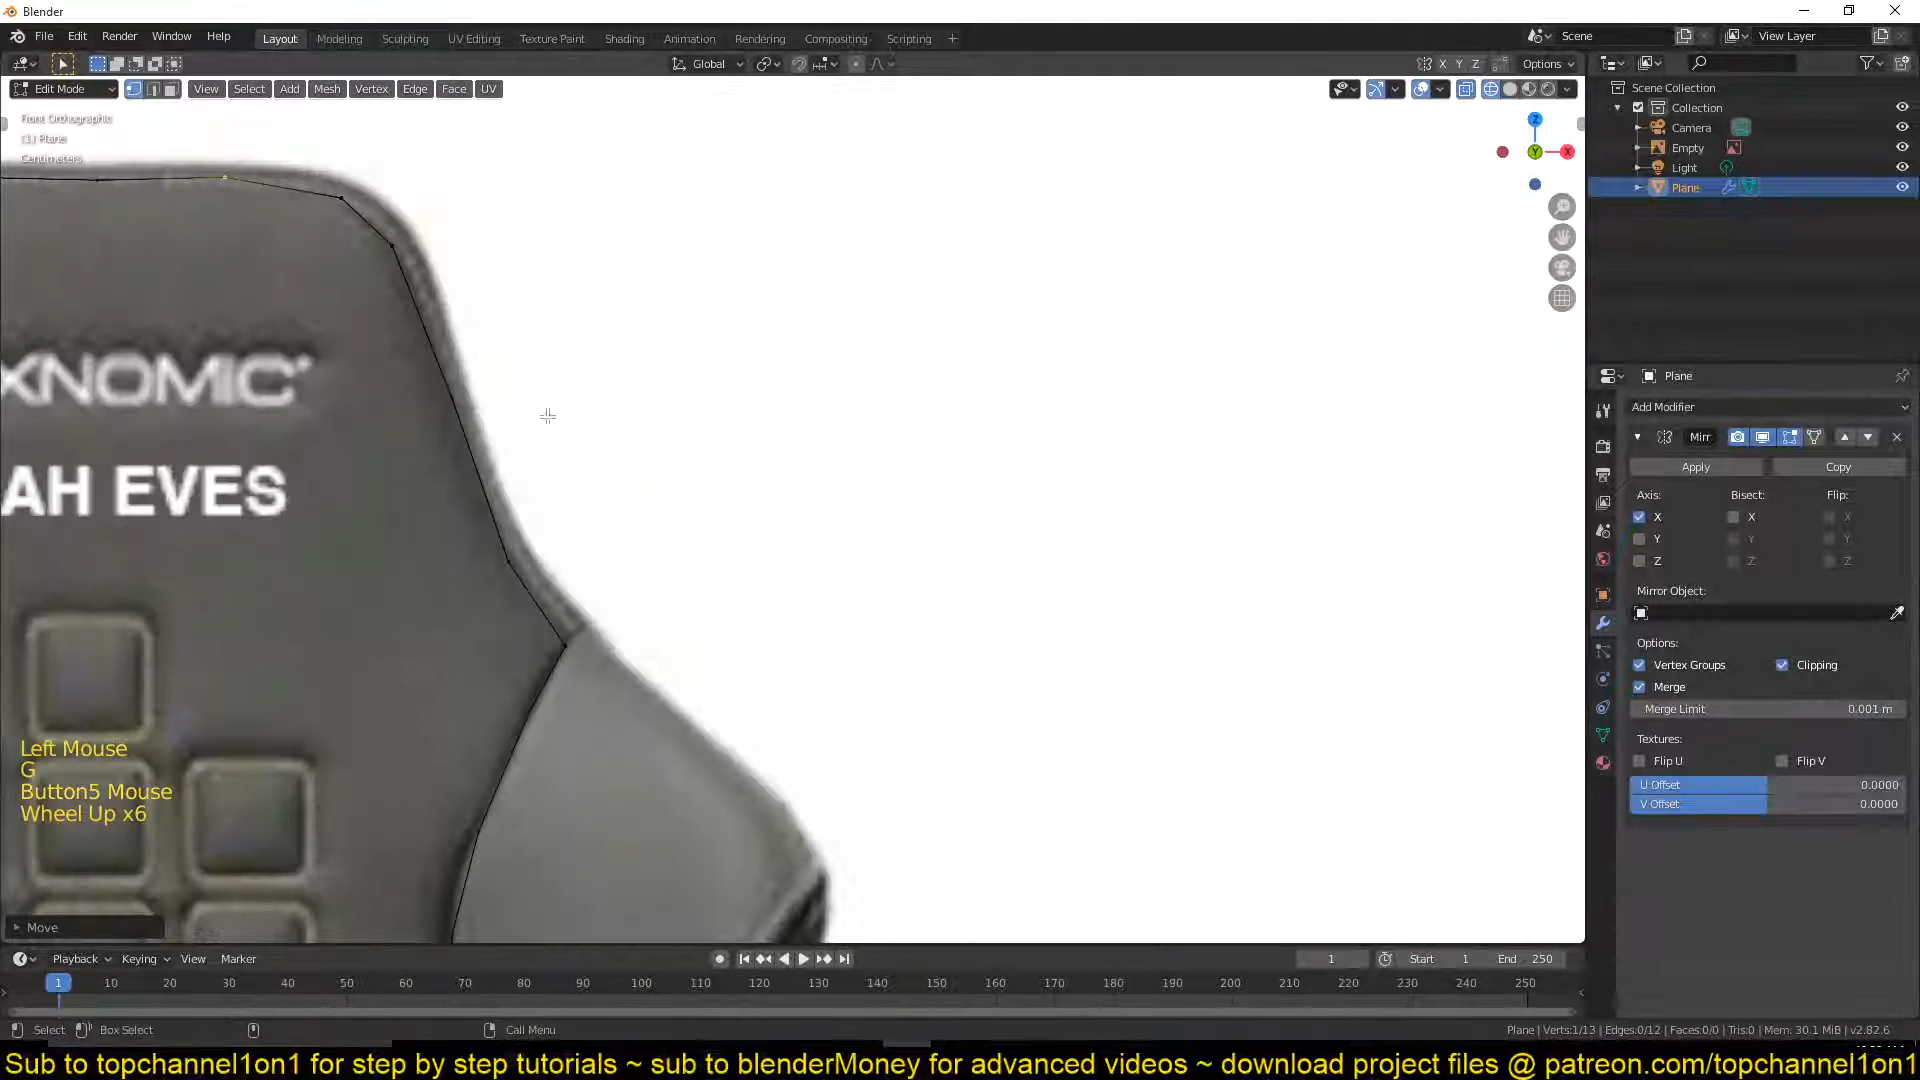 Blender
File Edit Render Window Help
Layout Modeling Sculpting UV Editing Texture Paint Shading Animation Rendering Compositing Scripting +
Scene View Layer
Global X Y Z Options
Edit Mode View Select Add Mesh Vertex Edge Face UV
Scene Collection
Collection
Camera
Empty
Light
Plane
Front Orthographic
(1) Plane
Centimeters
Z
Y X
XNOMIC
AH EVES
Plane
Add Modifier
Mirr
Apply Copy
Axis: Bisect: Flip:
X X X
Y Y Y
Z Z Z
Mirror Object:
Options:
Vertex Groups Clipping
Merge
Merge Limit 0.001 m
Textures:
Flip U Flip V
U Offset 0.0000
V Offset 0.0000
Left Mouse
G
Button5 Mouse
Wheel Up x6
Move
Playback Keying View Marker 1 Start 1 End 250
1 10 20 30 40 50 60 70 80 90 100 110 120 130 140 150 160 170 180 190 200 210 220 230 240 250
Select Box Select Call Menu
Plane | Verts:1/13 | Edges:0/12 | Faces:0/0 | Tris:0 | Mem: 30.1 MiB | v2.82.6
Sub to topchannel1on1 for step by step tutorials ~ sub to blenderMoney for advanced videos ~ download project files @ patreon.com/topchannel1on1